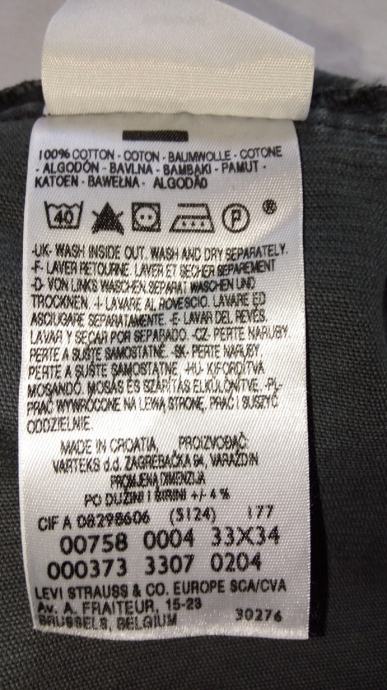 100% COTTON - COTON - BAUMWOLLE - COTONE
- ALGODÓN - BAVLNA - BAMBAKI - PAMUT -
KATOEN - BAWEŁNA - ALGODÃO
40 P ®
-UK- WASH INSIDE OUT. WASH AND DRY SEPARATELY.
-F- LAVER RETOURNE. LAVER ET SECHER SEPAREMENT
-D- VON LINKS WASCHEN.SEPARAT WASCHEN UND
TROCKNEN. -I- LAVARE AL ROVESCIO. LAVARE ED
ASCIUGARE SEPARATAMENTE. -E- LAVAR DEL REVÉS.
LAVAR Y SECAR POR SEPARADO. -CZ- PERTE NARUBY.
PERTE A SUŠTE SAMOSTATNĚ. -SK- PERTE NARUBY.
PERTE A SUŠTE SAMOSTATNE. -HU- KIFORDÍTVA
MOSANDÓ. MOSÁS ÉS SZÁRÍTÁS ELKÜLÖNÍTVE. -PL-
PRAĆ WYWRÓCONE NA LEWĄ STRONĘ. PRAĆ I SUSZYĆ
ODDZIELNIE.
MADE IN CROATIA, PROIZVOĐAČ:
VARTEKS d.d. ZAGREBAČKA 94, VARAŽDIN
PROMJENA DIMENZIJA
PO DUŽINI I ŠIRINI +/- 4 %
CIF A 08298606 (5124) 177
00758 0004 33X34
000373 3307 0204
LEVI STRAUSS & CO. EUROPE SCA/CVA
Av. A. FRAITEUR, 15-23
BRUSSELS, BELGIUM 30276